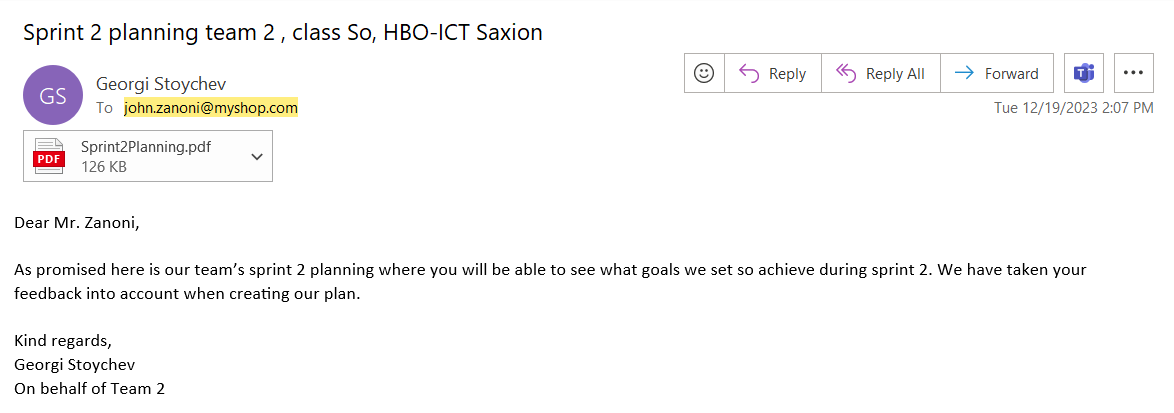 Sprint 2 planning team 2 , class So, HBO-ICT Saxion
GS
Georgi Stoychev
To john.zanoni@myshop.com
Reply
Reply All
Forward
Tue 12/19/2023 2:07 PM
PDF
Sprint2Planning.pdf
126 KB
Dear Mr. Zanoni,
As promised here is our team’s sprint 2 planning where you will be able to see what goals we set so achieve during sprint 2. We have taken your
feedback into account when creating our plan.
Kind regards,
Georgi Stoychev
On behalf of Team 2